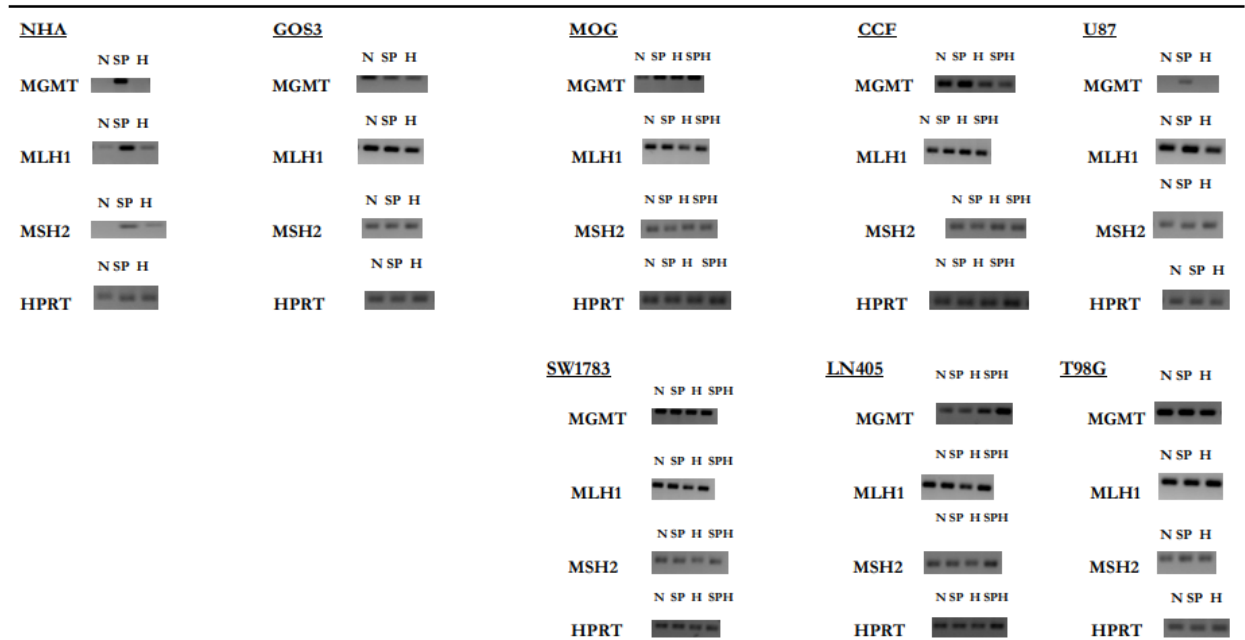 NHA GOS3 MOG CCF U87
N SP H N SP H N SP H SPH N SP H SPH N SP H
MGMT MGMT MGMT MGMT MGMT
N SP H N SP H N SP H SPH N SP H SPH N SP H
MLH1 MLH1 MLH1 MLH1 MLH1
N SP H N SP H N SP H SPH N SP H SPH N SP H
MSH2 MSH2 MSH2 MSH2 MSH2
N SP H N SP H N SP H SPH N SP H SPH N SP H
HPRT HPRT HPRT HPRT HPRT
SW1783 LN405 T98G
N SP H SPH N SP H SPH N SP H
MGMT MGMT MGMT
N SP H SPH N SP H SPH N SP H
MLH1 MLH1 MLH1
N SP H SPH N SP H SPH N SP H
MSH2 MSH2 MSH2
N SP H SPH N SP H SPH N SP H
HPRT HPRT HPRT